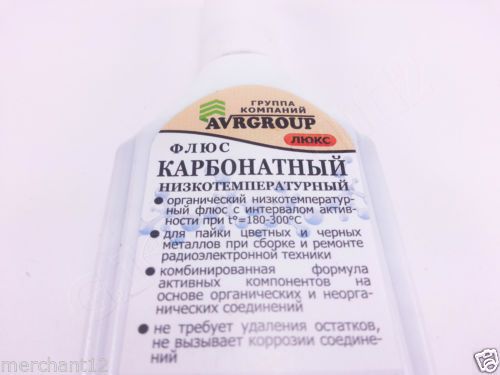 ГРУППА
КОМПАНИЙ
AVRGROUP
ЛЮКС
ФЛЮС
КАРБОНАТНЫЙ
НИЗКОТЕМПЕРАТУРНЫЙ
• органический низкотемператур-
ный флюс с интервалом актив-
ности при t°=180-300°C
• для пайки цветных и черных
металлов при сборке и ремонте
радиоэлектронной техники
• комбинированная формула
активных компонентов на
основе органических и неорга-
нических соединений
• не требует удаления остатков,
не вызывает коррозии соедине-
ний
merchant12